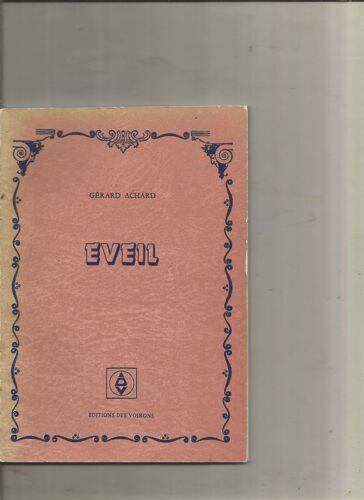 GÉRARD ACHARD
EVEIL
EDITIONS DES VOIRONS